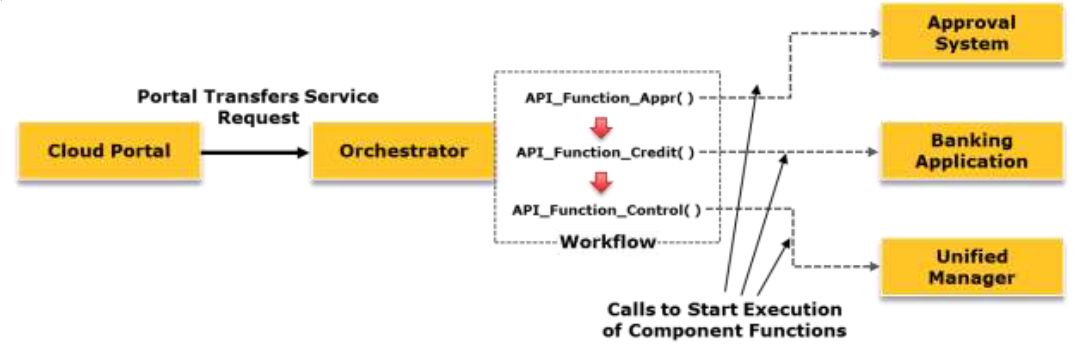 Approval
System
Portal Transfers Service
Request
API_Function_Appr( )
Cloud Portal
Orchestrator
API_Function_Credit( )
Banking
Application
API_Function_Control( )
Workflow
Unified
Manager
Calls to Start Execution
of Component Functions